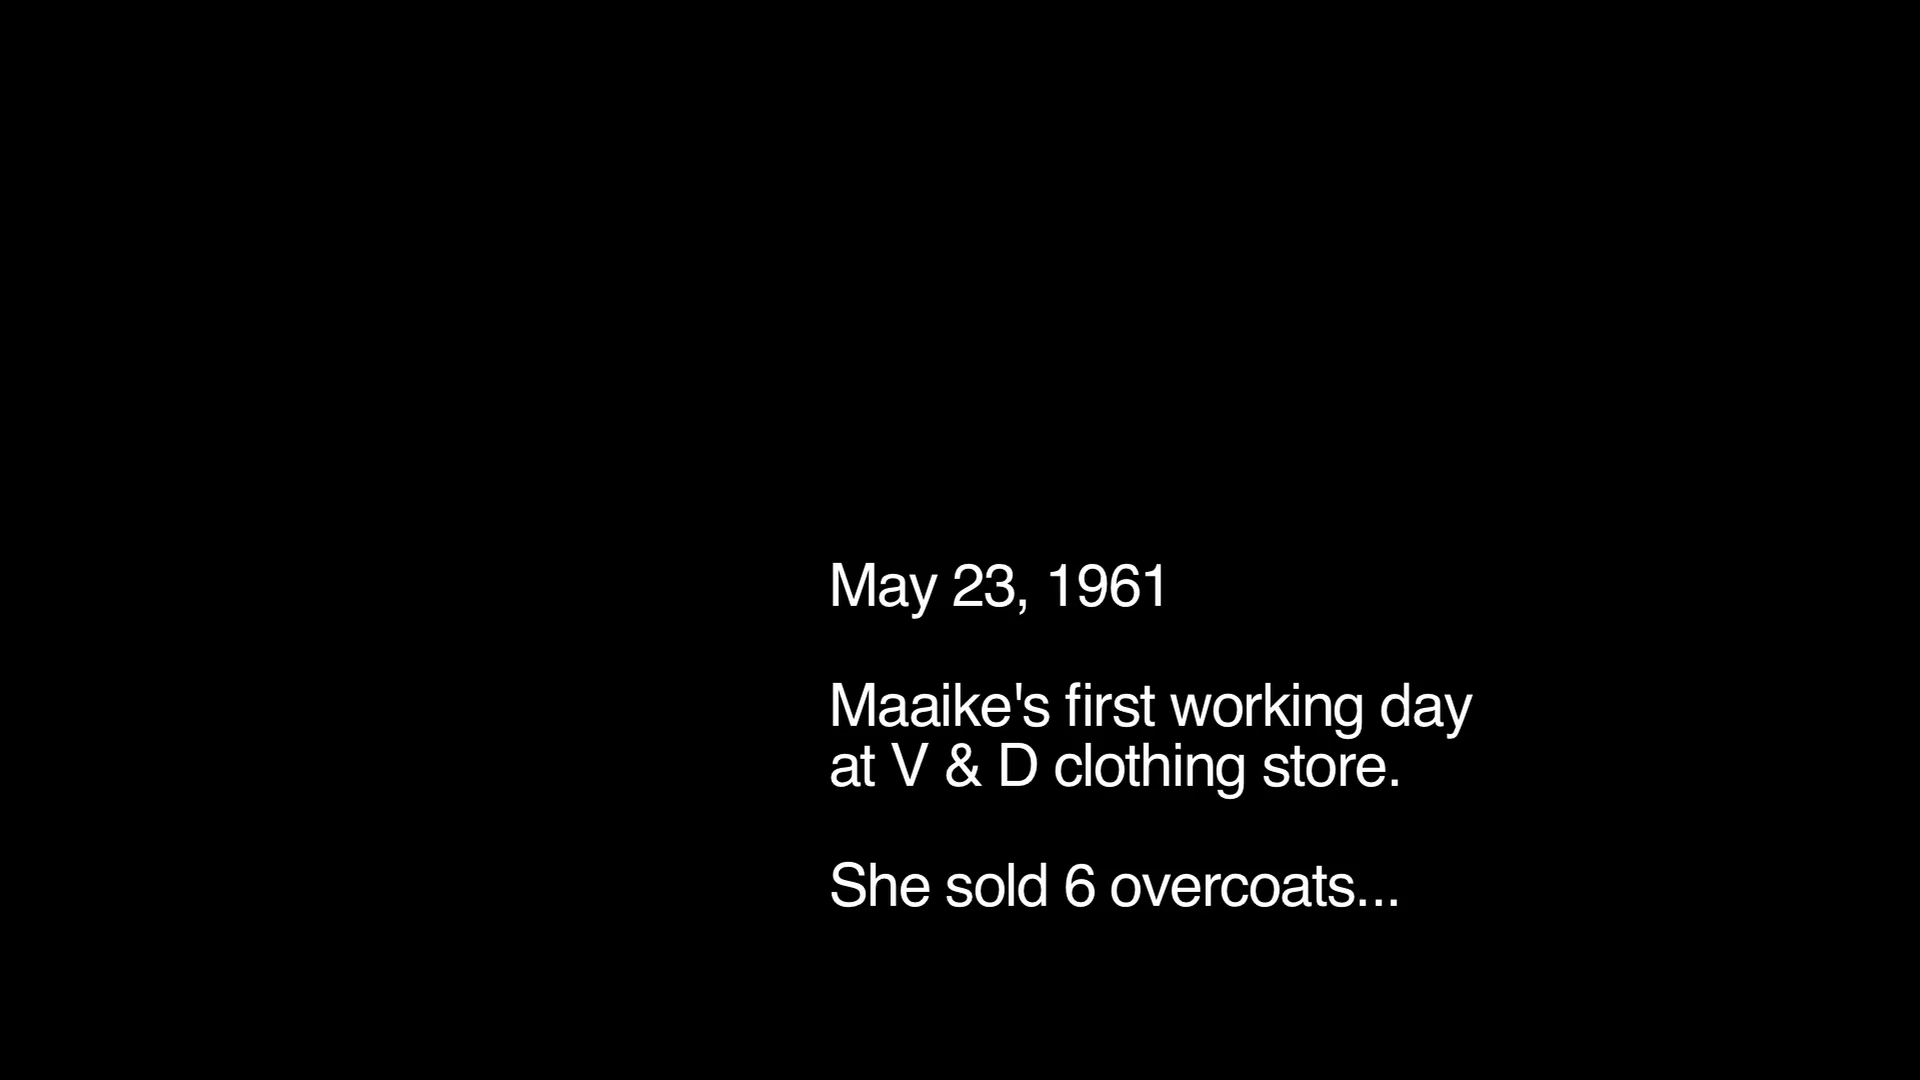 May 23, 1961
Maaike's first working day
at V & D clothing store.
She sold 6 overcoats...